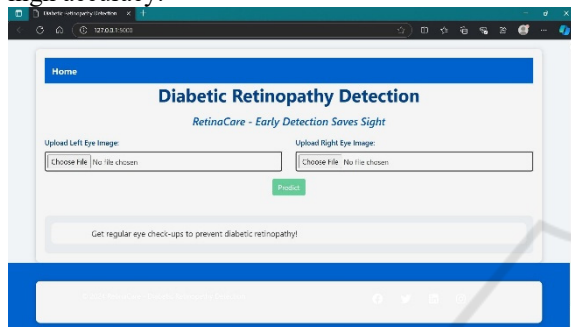 Diabetic Retinopathy Detection
127.0.0.1:5000
Home
Diabetic Retinopathy Detection
RetinaCare - Early Detection Saves Sight
Upload Left Eye Image: Upload Right Eye Image:
Choose File No file chosen Choose File No file chosen
Predict
Get regular eye check-ups to prevent diabetic retinopathy!